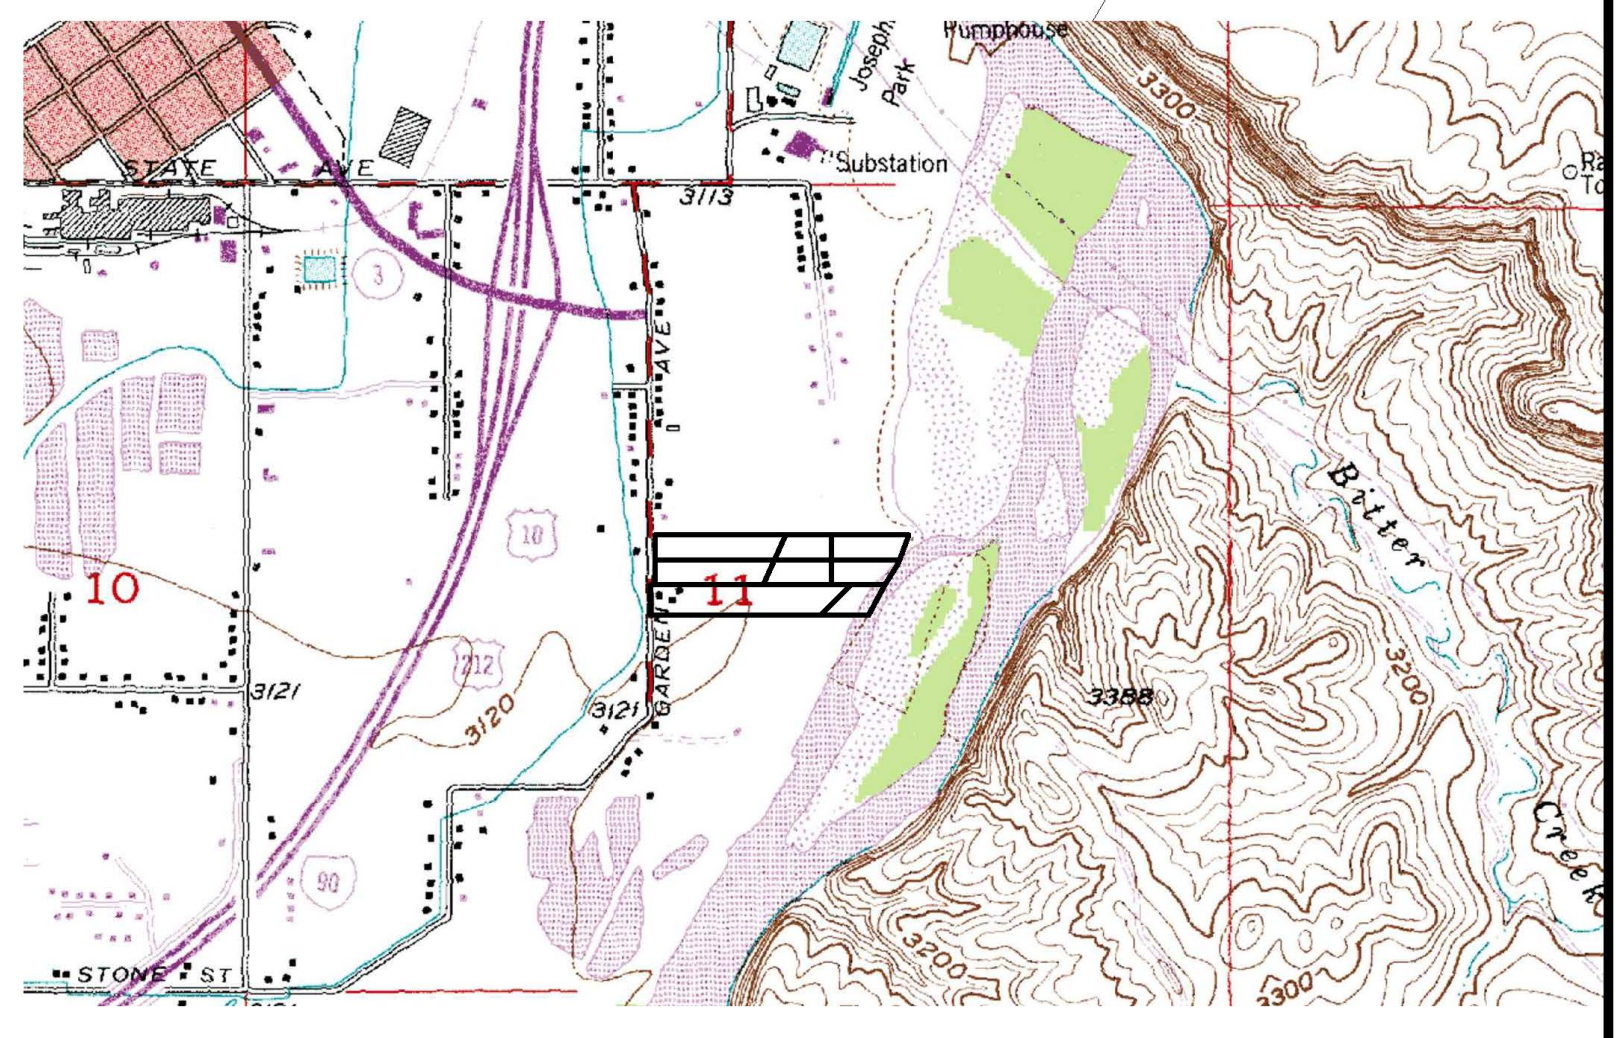 Pumphouse
Joseph
Park
3300
STATE AVE
Substation
3113
3
AVE
10
Bitter
10
11
GARDEN
212
3121
3121
3120
3388
3200
90
Creek
3200
STONE ST
3300